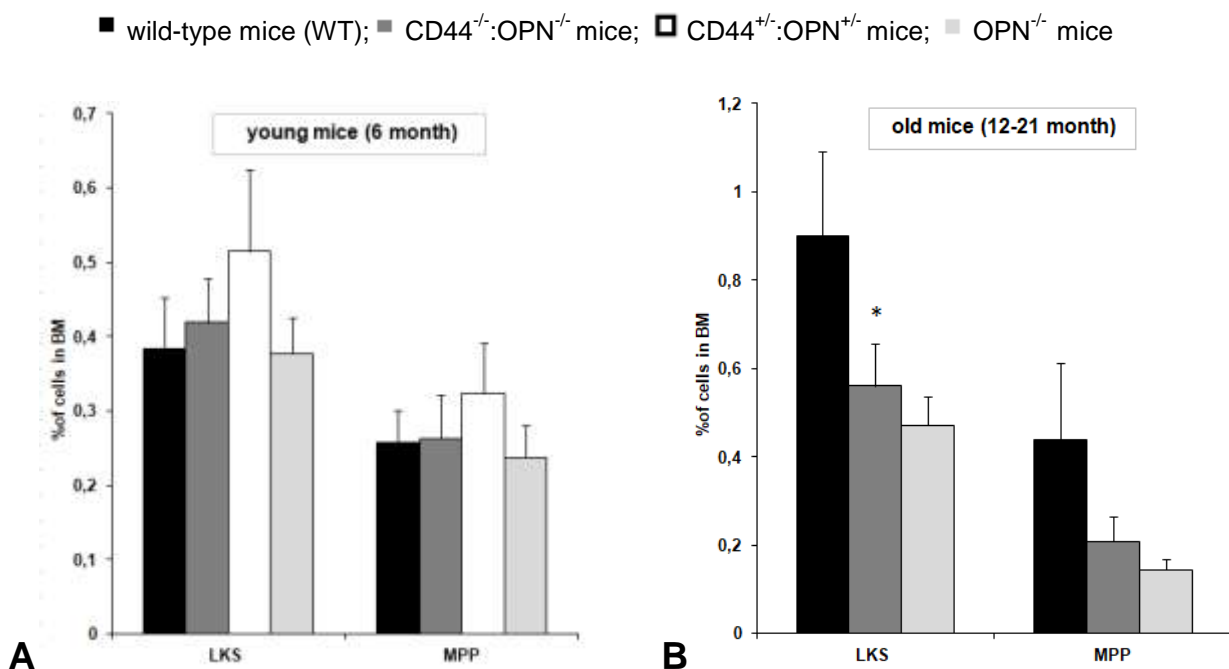 wild-type mice (WT); CD44-/-:OPN-/- mice; CD44+/-:OPN+/- mice; OPN-/- mice
young mice (6 month)
%of cells in BM
0,7
0,6
0,5
0,4
0,3
0,2
0,1
0
LKS MPP
A
old mice (12-21 month)
%of cells in BM
1,2
1
0,8
0,6
0,4
0,2
0
*
LKS MPP
B